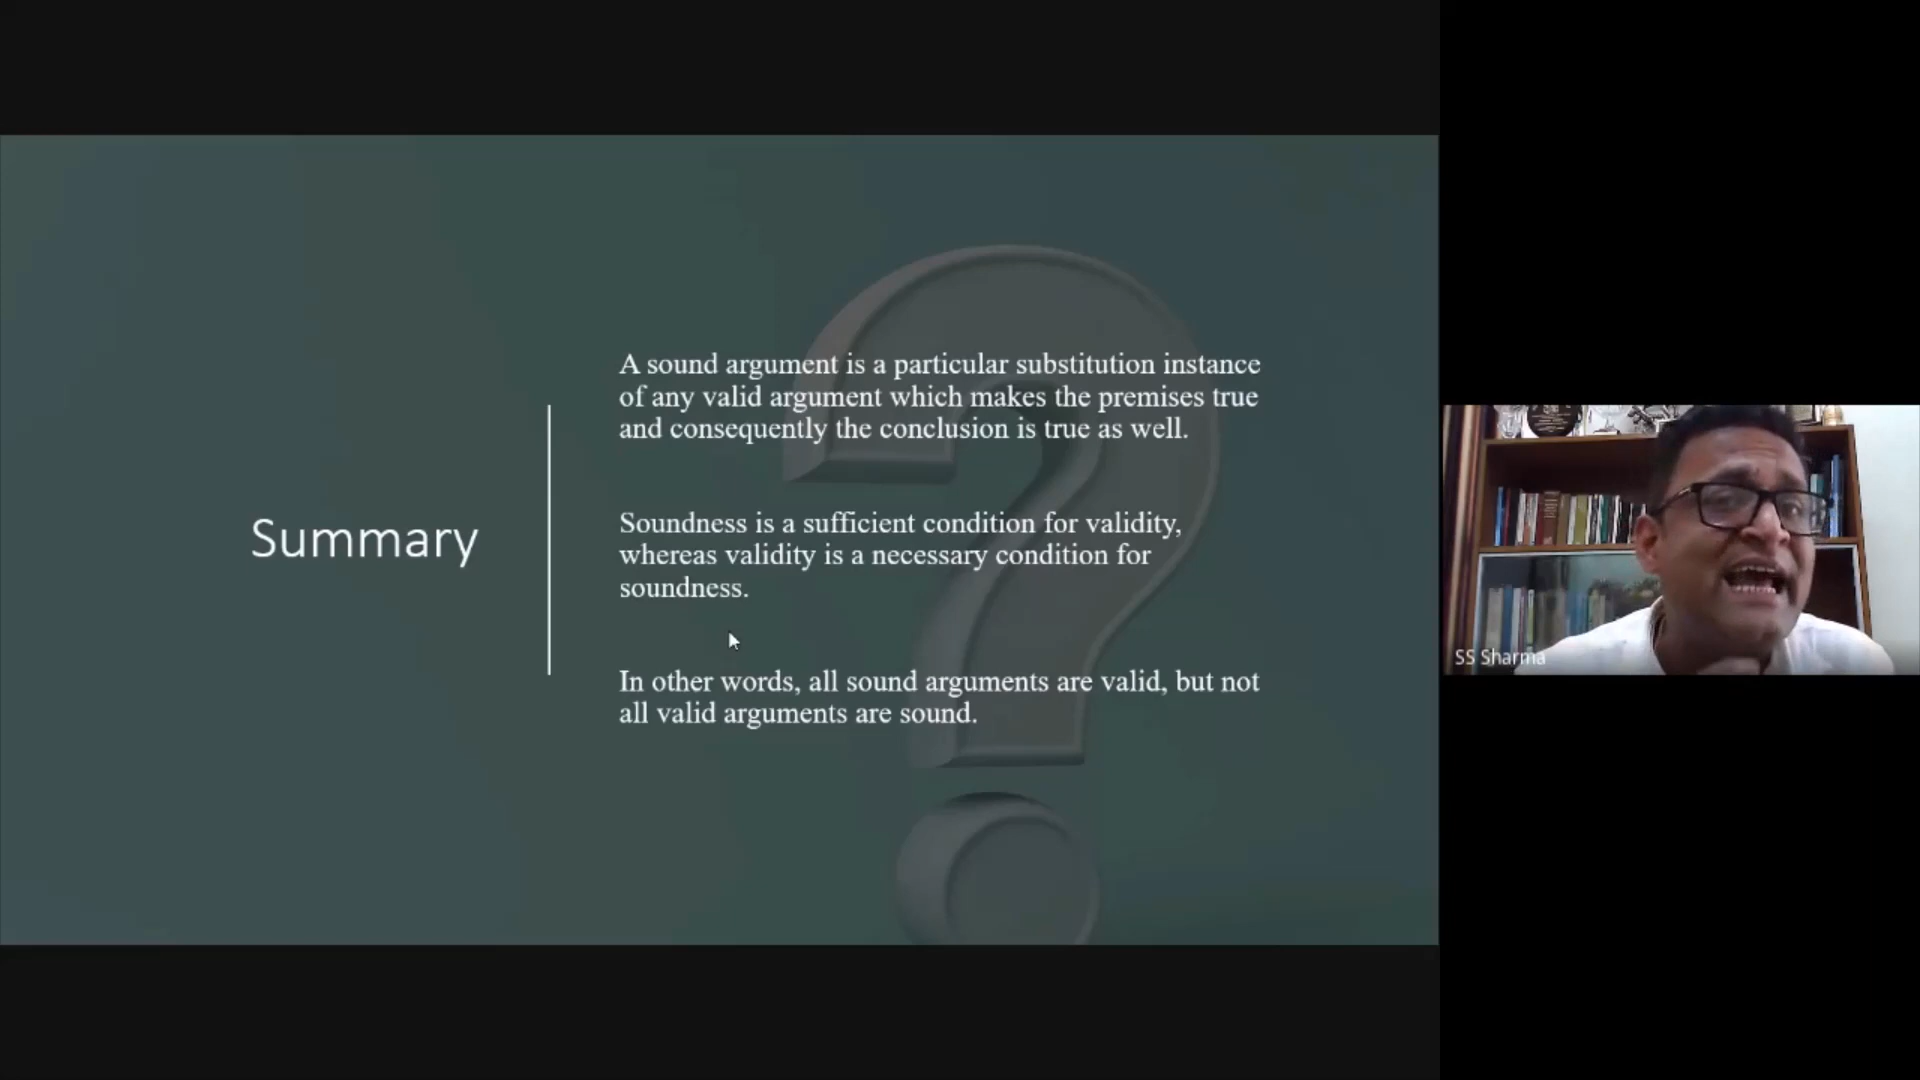 Summary
A sound argument is a particular substitution instance
of any valid argument which makes the premises true
and consequently the conclusion is true as well.
Soundness is a sufficient condition for validity,
whereas validity is a necessary condition for
soundness.
In other words, all sound arguments are valid, but not
all valid arguments are sound.
SS Sharma